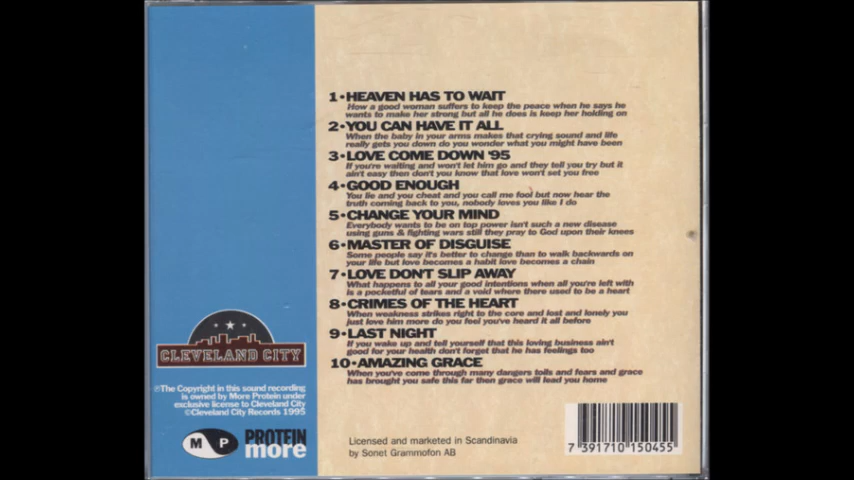 1•HEAVEN HAS TO WAIT
How a good woman suffers to keep the peace when he says he
wants to make her strong but all he does is keep her holding on
2•YOU CAN HAVE IT ALL
When the baby in your arms makes that crying sound and life
really gets you down do you wonder what you might have been
3•LOVE COME DOWN '95
If you're waiting and won't let him go and they tell you try but it
ain't easy then don't you know that love won't set you free
4•GOOD ENOUGH
You lie and you cheat and you call me fool but now hear the
truth coming back to you, nobody loves you like I do
5•CHANGE YOUR MIND
Everybody wants to be on top power isn't such a new disease
using guns & fighting wars still they pray to God upon their knees
6•MASTER OF DISGUISE
Some people say it's better to change than to walk backwards on
your life but love becomes a habit love becomes a chain
7•LOVE DON'T SLIP AWAY
What happens to all your good intentions when all you're left with
is a pocketful of tears and a void where there used to be a heart
8•CRIMES OF THE HEART
When weakness strikes right to the core and lost and lonely you
just love him more do you feel you've heard it all before
9•LAST NIGHT
If you wake up and tell yourself that this loving business ain't
good for your health don't forget that he has feelings too
10•AMAZING GRACE
When you've come through many dangers toils and fears and grace
has brought you safe this far then grace will lead you home
CLEVELAND CITY
℗The Copyright in this sound recording
is owned by More Protein under
exclusive license to Cleveland City
©Cleveland City Records 1995
M P
PROTEIN
more
Licensed and marketed in Scandinavia
by Sonet Grammofon AB
7 391710 150455